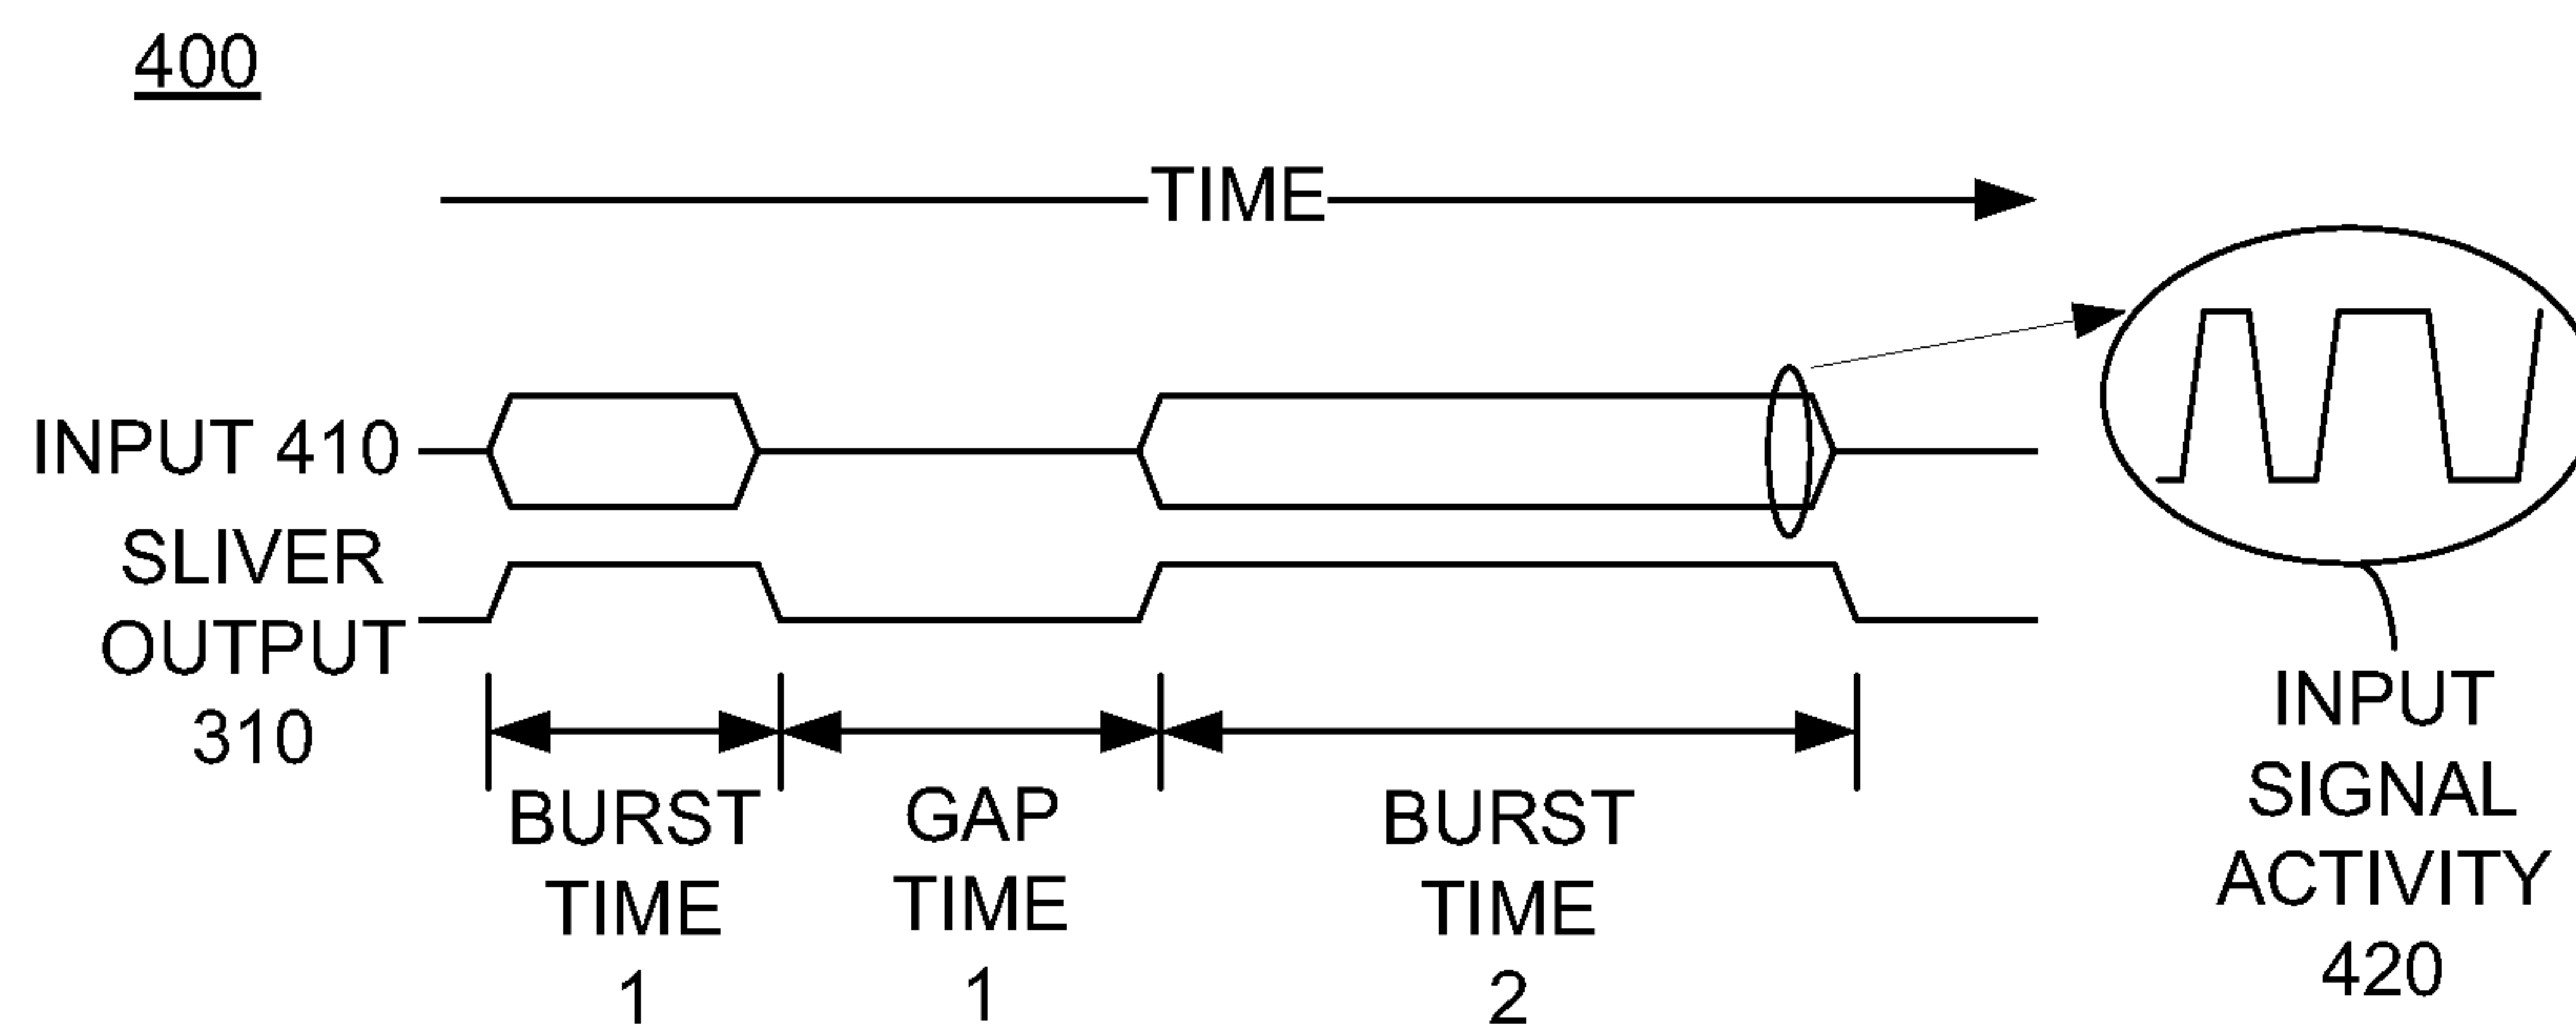 400
TIME
INPUT 410
SLIVER
OUTPUT
310
BURST
TIME
1
GAP
TIME
1
BURST
TIME
2
INPUT
SIGNAL
ACTIVITY
420